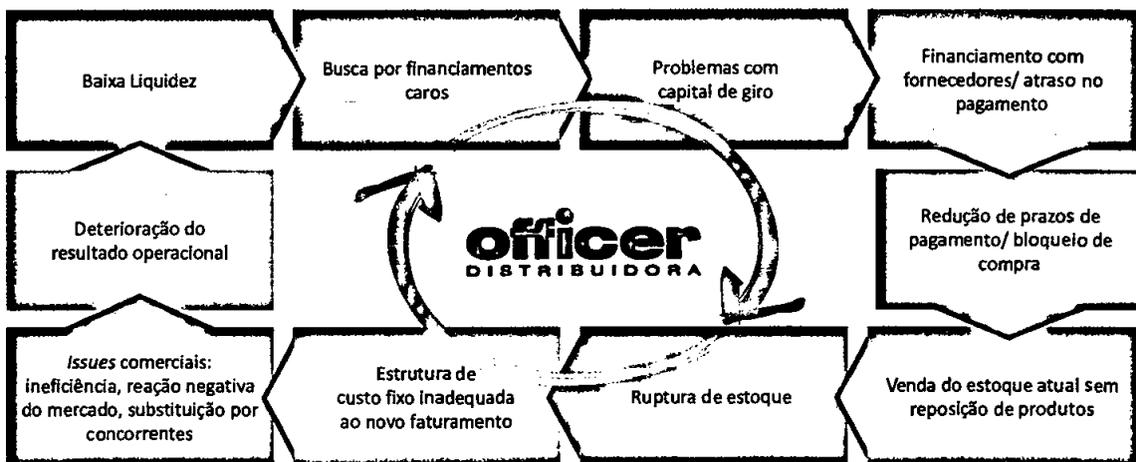 Baixa Liquidez
Busca por financiamentos
caros
Problemas com
capital de giro
Financiamento com
fornecedores/ atraso no
pagamento
Redução de prazos de
pagamento/ bloqueio de
compra
Venda do estoque atual sem
reposição de produtos
Ruptura de estoque
Estrutura de
custo fixo inadequada
ao novo faturamento
Issues comerciais:
ineficiência, reação negativa
do mercado, substituição por
concorrentes
Deterioração do
resultado operacional
officer
DISTRIBUIDORA